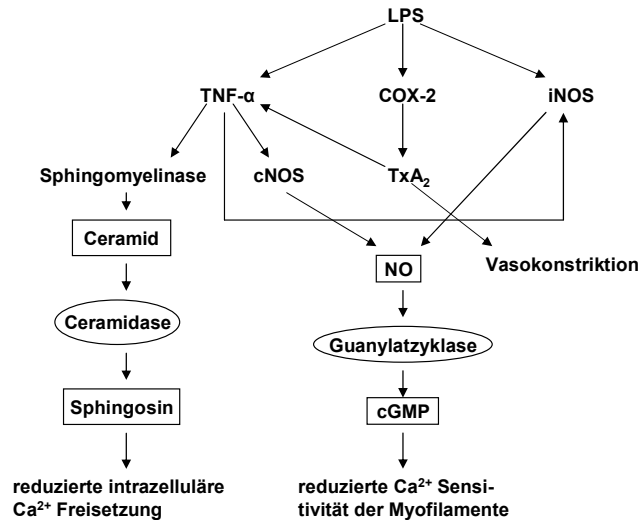 LPS
TNF-α COX-2 iNOS
Sphingomyelinase cNOS TxA₂
Ceramid
NO Vasokonstriktion
Ceramidase
Guanylatzyklase
Sphingosin cGMP
reduzierte intrazelluläre
Ca²⁺ Freisetzung
reduzierte Ca²⁺ Sensi-
tivität der Myofilamente